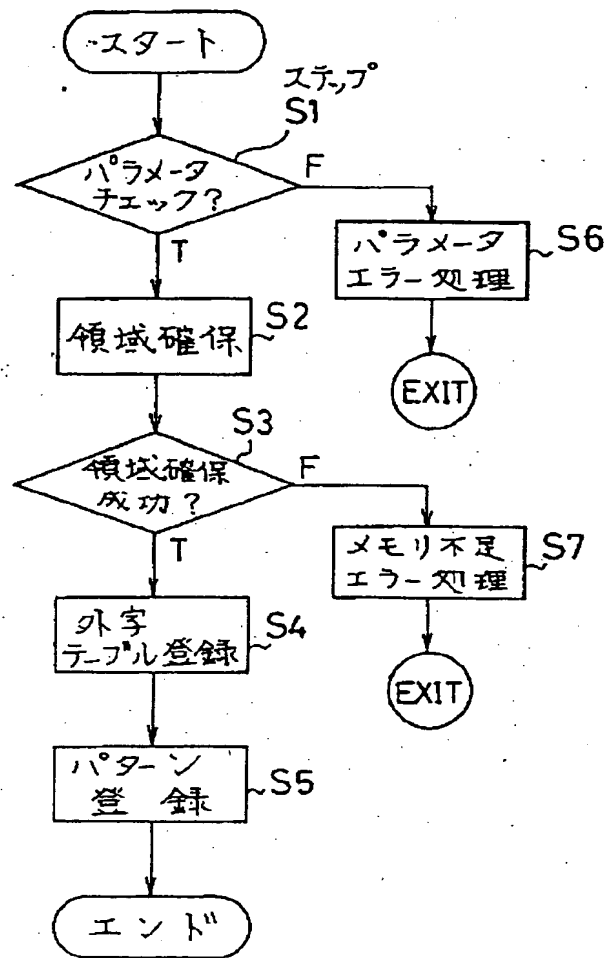 スタート
ステップ
S1
パラメータ
チェック?
F
T
パラメータ
エラー処理
S6
EXIT
領域確保
S2
領域確保
成功?
S3
F
T
メモリ不足
エラー処理
S7
EXIT
外字
テーブル登録
S4
パターン
登録
S5
エンド